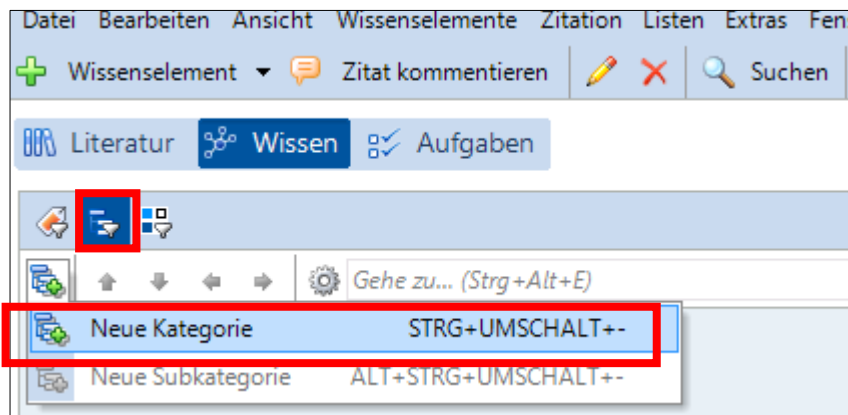 Datei Bearbeiten Ansicht Wissenselemente Zitation Listen Extras Fen
Wissenselement Zitat kommentieren Suchen
Literatur Wissen Aufgaben
Gehe zu... (Strg+Alt+E)
Neue Kategorie STRG+UMSCHALT+-
Neue Subkategorie ALT+STRG+UMSCHALT+-